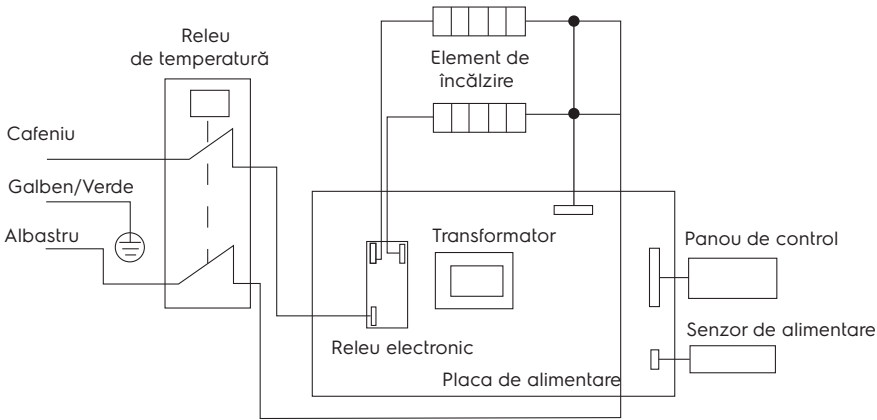 Releu
de temperatură
Element de
încălzire
Cafeniu
Galben/Verde
Albastru
Transformator
Panou de control
Releu electronic
Senzor de alimentare
Placa de alimentare